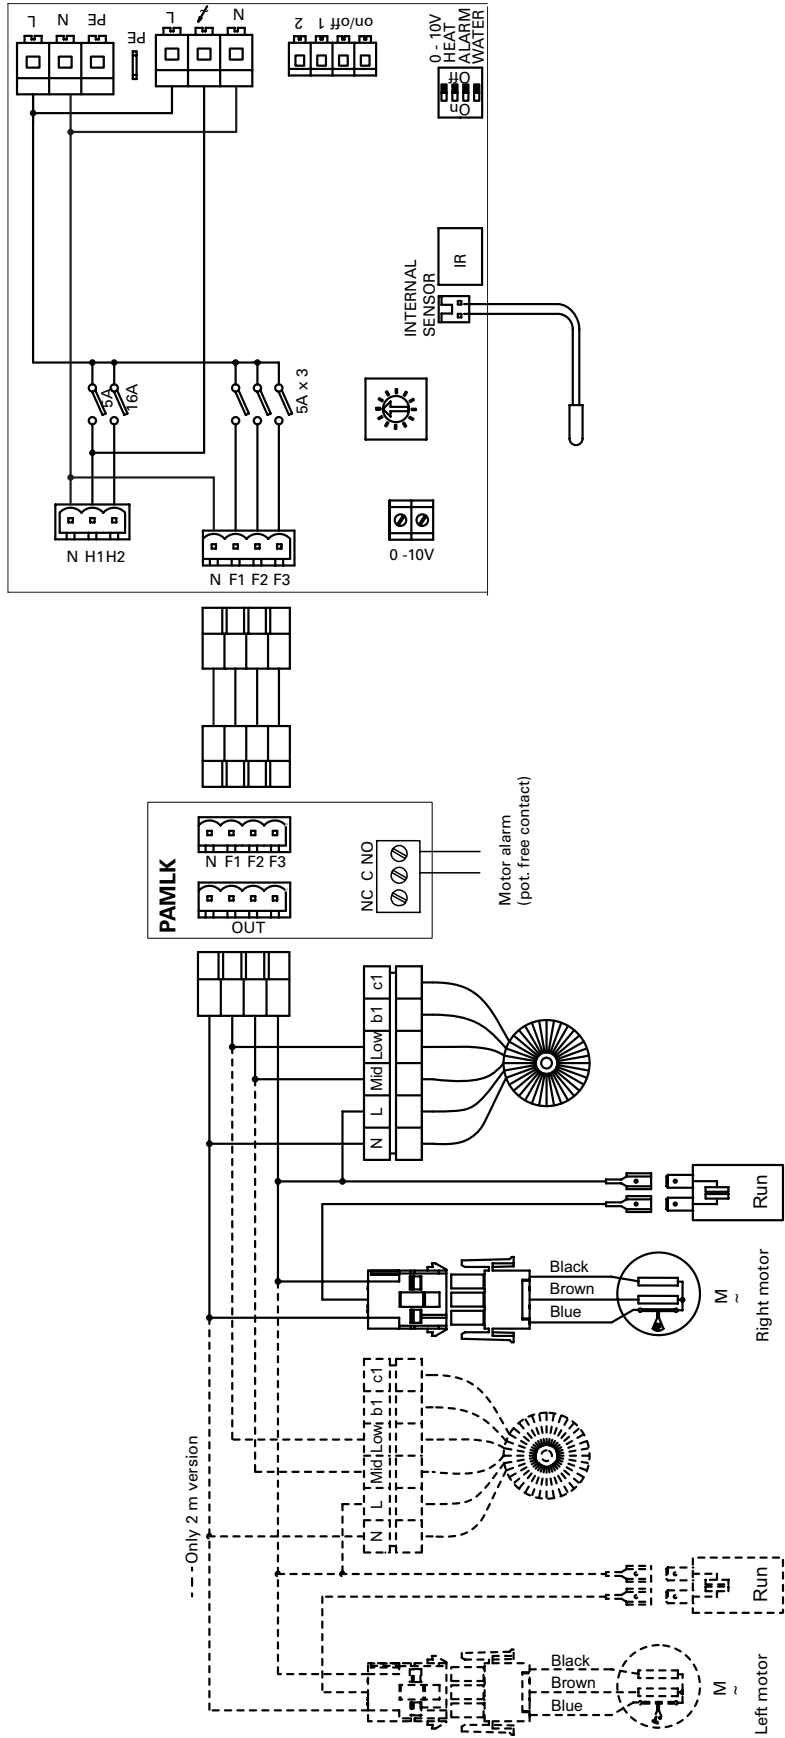 L N PE
PE
L N
2 on/off 1
0 - 10V
HEAT
ALARM
WATER
Off
On
INTERNAL
SENSOR
IR
5A
16A
5A x 3
N H1 H2
N F1 F2 F3
0 -10V
PAMLK
N F1 F2 F3
OUT
NC C NO
Motor alarm
(pot. free contact)
N L Mid Low b1 c1
Run
Black
Brown
Blue
M
~
Right motor
Only 2 m version
N L Mid Low b1 c1
Run
Black
Brown
Blue
M
~
Left motor